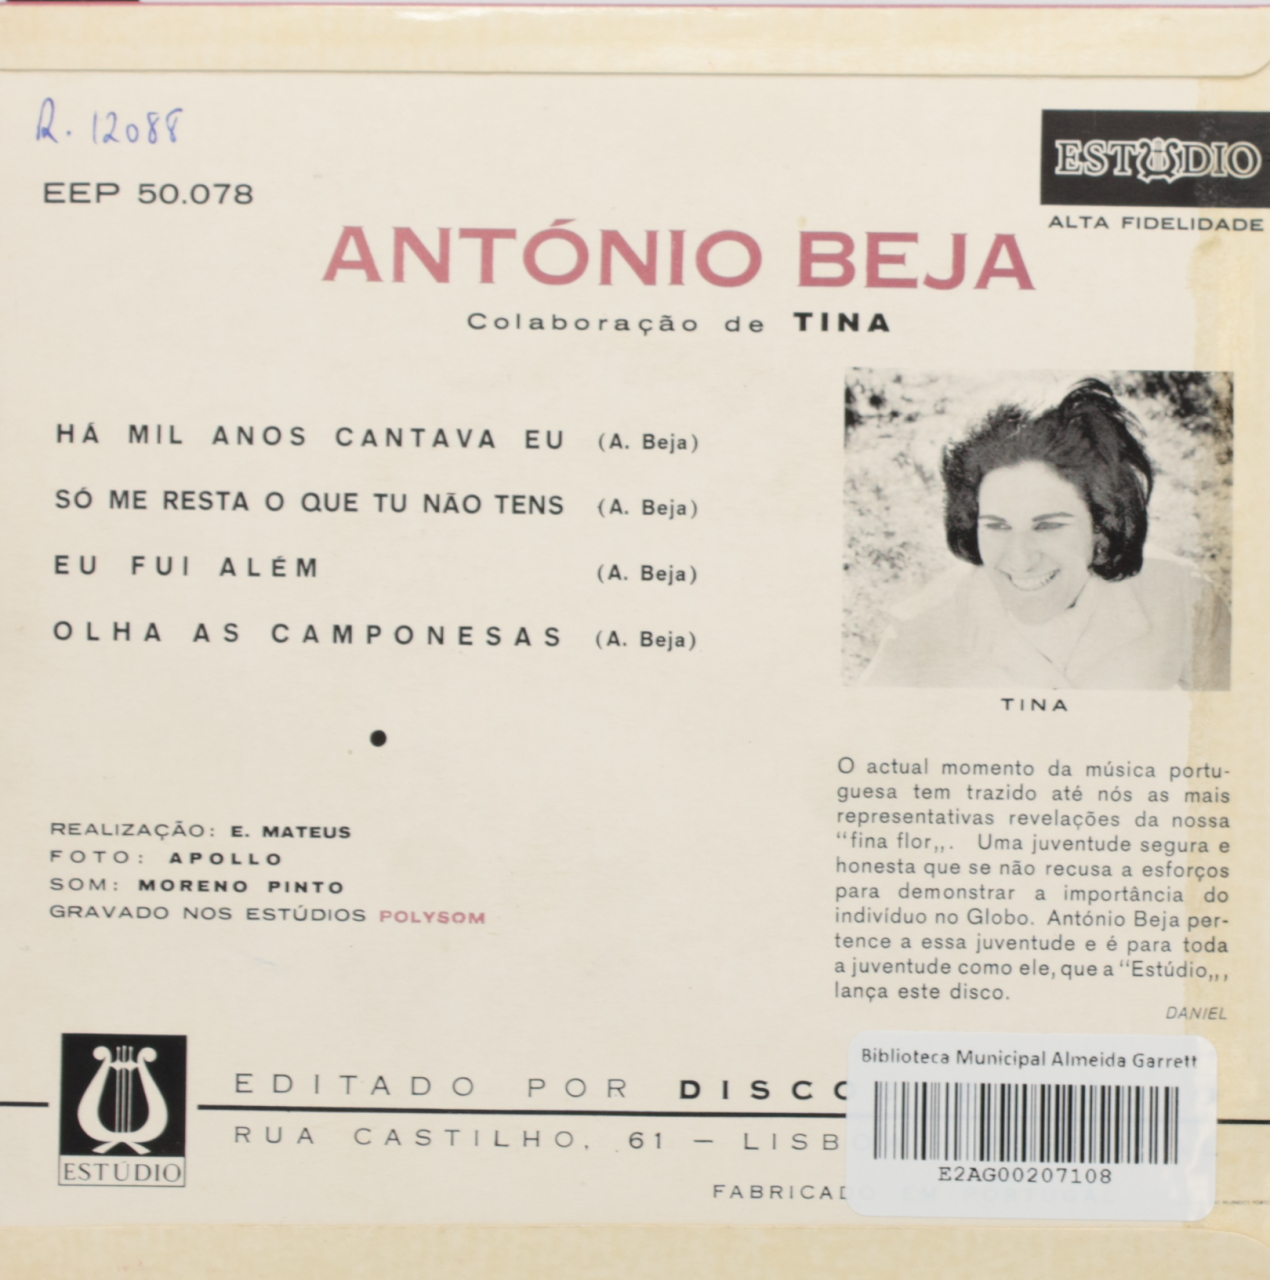 R. 12088
EEP 50.078
ESTÚDIO
ALTA FIDELIDADE
ANTÓNIO BEJA
Colaboração de TINA
HÁ MIL ANOS CANTAVA EU (A. Beja)
SÓ ME RESTA O QUE TU NÃO TENS (A. Beja)
EU FUI ALÉM (A. Beja)
OLHA AS CAMPONESAS (A. Beja)
TINA
O actual momento da música portu-
guesa tem trazido até nós as mais
representativas revelações da nossa
“fina flor„. Uma juventude segura e
honesta que se não recusa a esforços
para demonstrar a importância do
indivíduo no Globo. António Beja per-
tence a essa juventude e é para toda
a juventude como ele, que a “Estúdio„,
lança este disco.
DANIEL
REALIZAÇÃO: E. MATEUS
FOTO: APOLLO
SOM: MORENO PINTO
GRAVADO NOS ESTÚDIOS POLYSOM
ESTÚDIO
EDITADO POR DISCO
RUA CASTILHO, 61 — LISBO
FABRICADO EM PORTUGAL
Biblioteca Municipal Almeida Garrett
E2AG00207108